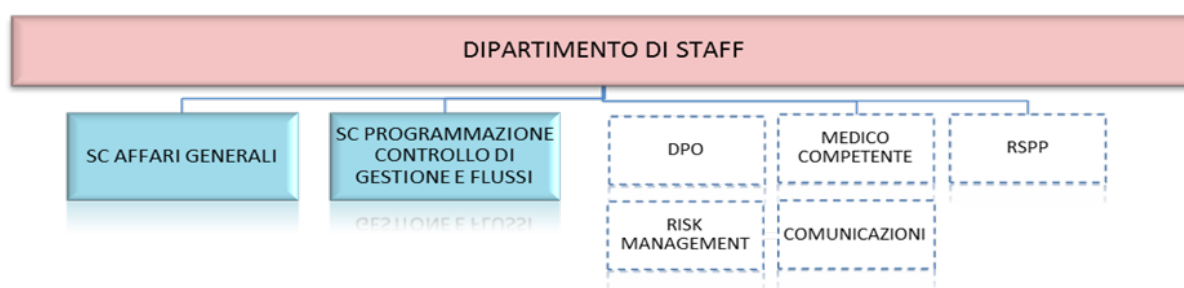 DIPARTIMENTO DI STAFF
SC AFFARI GENERALI
SC PROGRAMMAZIONE
CONTROLLO DI
GESTIONE E FLUSSI
DPO
MEDICO
COMPETENTE
RSPP
RISK
MANAGEMENT
COMUNICAZIONI